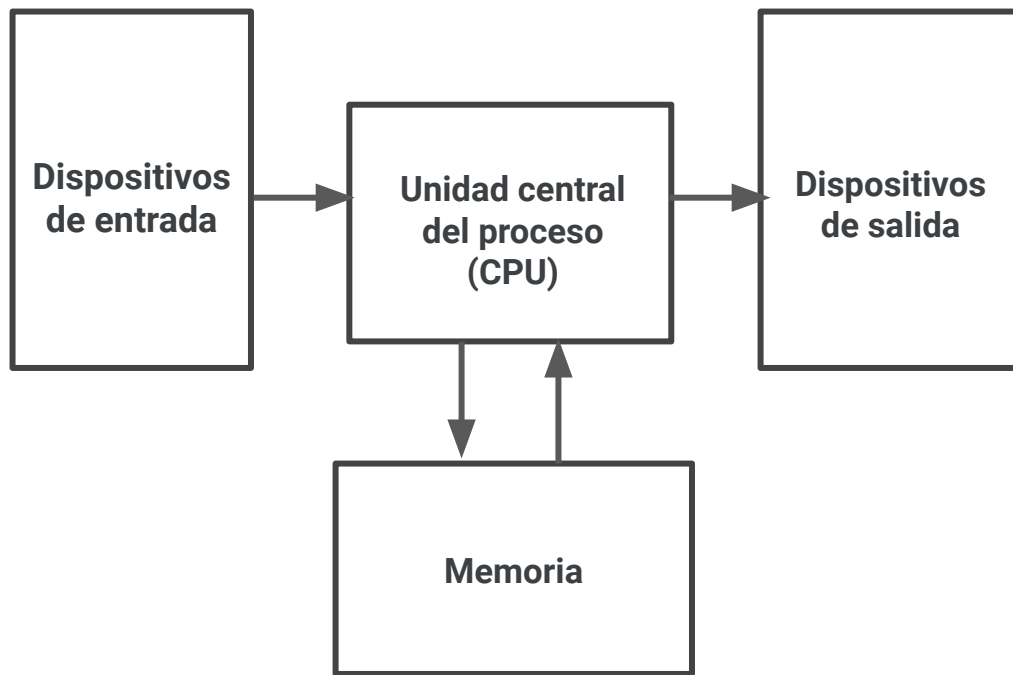 Dispositivos
de entrada
Unidad central
del proceso
(CPU)
Dispositivos
de salida
Memoria